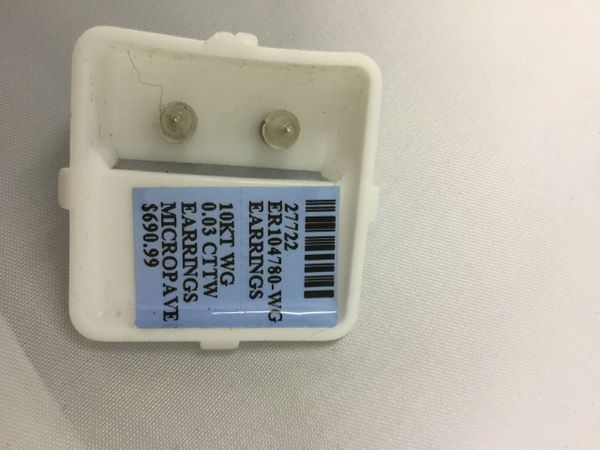 27722
ER104780-WG
EARRINGS
10KT WG
0.03 CTTW
EARRINGS
MICROPAVE
$690.99